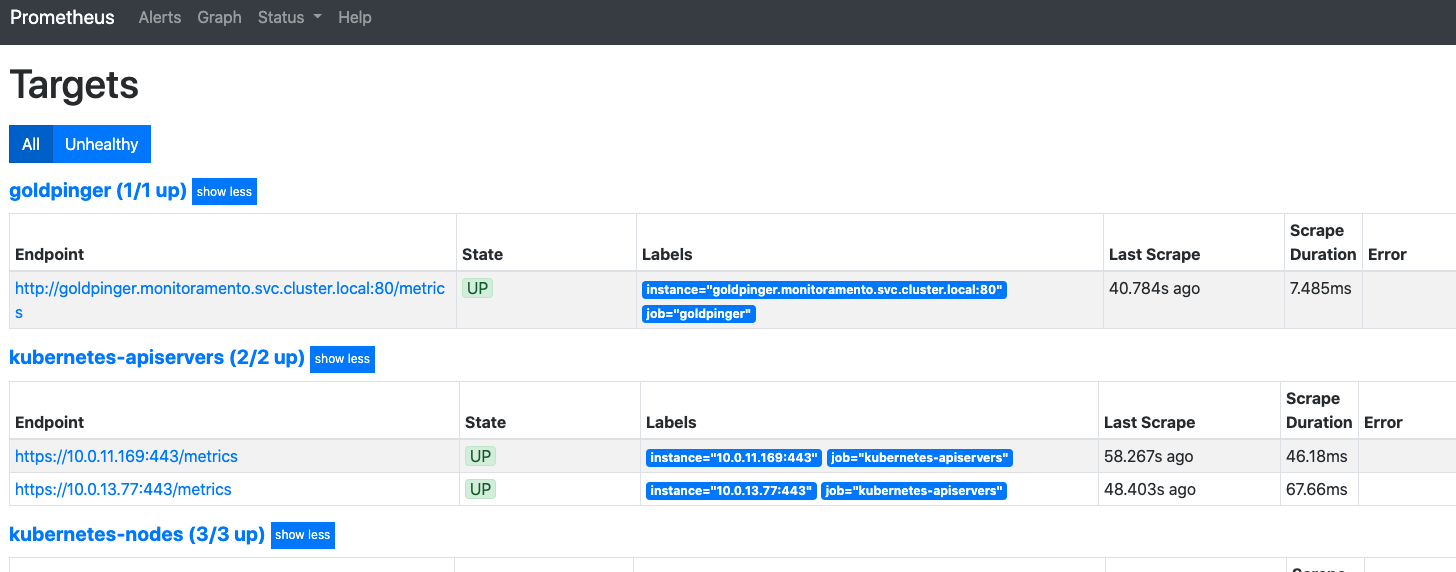 Prometheus Alerts Graph Status Help
Targets
All Unhealthy
goldpinger (1/1 up) show less
Endpoint State Labels Last Scrape Scrape Duration Error
http://goldpinger.monitoramento.svc.cluster.local:80/metric
s
UP
instance="goldpinger.monitoramento.svc.cluster.local:80"
job="goldpinger"
40.784s ago 7.485ms
kubernetes-apiservers (2/2 up) show less
Endpoint State Labels Last Scrape Scrape Duration Error
https://10.0.11.169:443/metrics UP instance="10.0.11.169:443" job="kubernetes-apiservers" 58.267s ago 46.18ms
https://10.0.13.77:443/metrics UP instance="10.0.13.77:443" job="kubernetes-apiservers" 48.403s ago 67.66ms
kubernetes-nodes (3/3 up) show less
Scrape